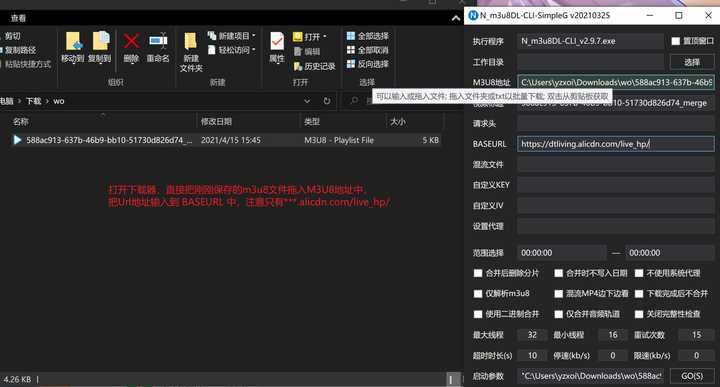 查看
剪切
复制路径
粘贴快捷方式
移动到
复制到
删除
重命名
组织
新建
文件夹
新建项目
轻松访问
新建
属性
打开
编辑
历史记录
打开
全部选择
全部取消
反向选择
选择
电脑 › 下载 › wo
名称
修改日期
类型
大小
588ac913-637b-46b9-bb10-51730d826d74_...
2021/4/15 15:45
M3U8 - Playlist File
5 KB
打开下载器,直接把刚刚保存的m3u8文件拖入M3U8地址中,
把Url地址输入到 BASEURL 中，注意只有***.alicdn.com/live_hp/
4.26 KB
N_m3u8DL-CLI-SimpleG v20210325
执行程序
N_m3u8DL-CLI_v2.9.7.exe
置顶窗口
工作目录
选择
M3U8地址
C:\Users\yzxoi\Downloads\wo\588ac913-637b-46b9
可以输入或拖入文件; 拖入文件夹或txt以批量下载; 双击从剪贴板获取
视频标题
588ac913-637b-46b9-bb10-51730d826d74_merge
请求头
BASEURL
https://dtliving.alicdn.com/live_hp/
混流文件
自定义KEY
自定义IV
设置代理
范围选择
00:00:00
—
00:00:00
合并后删除分片
合并时不写入日期
不使用系统代理
仅解析m3u8
混流MP4边下边看
下载完成后不合并
使用二进制合并
仅合并音频轨道
关闭完整性检查
最大线程
32
最小线程
16
重试次数
15
超时时长(s)
10
停速(kb/s)
0
限速(kb/s)
0
启动参数
"C:\Users\yzxoi\Downloads\wo\588ac9
GO(S)